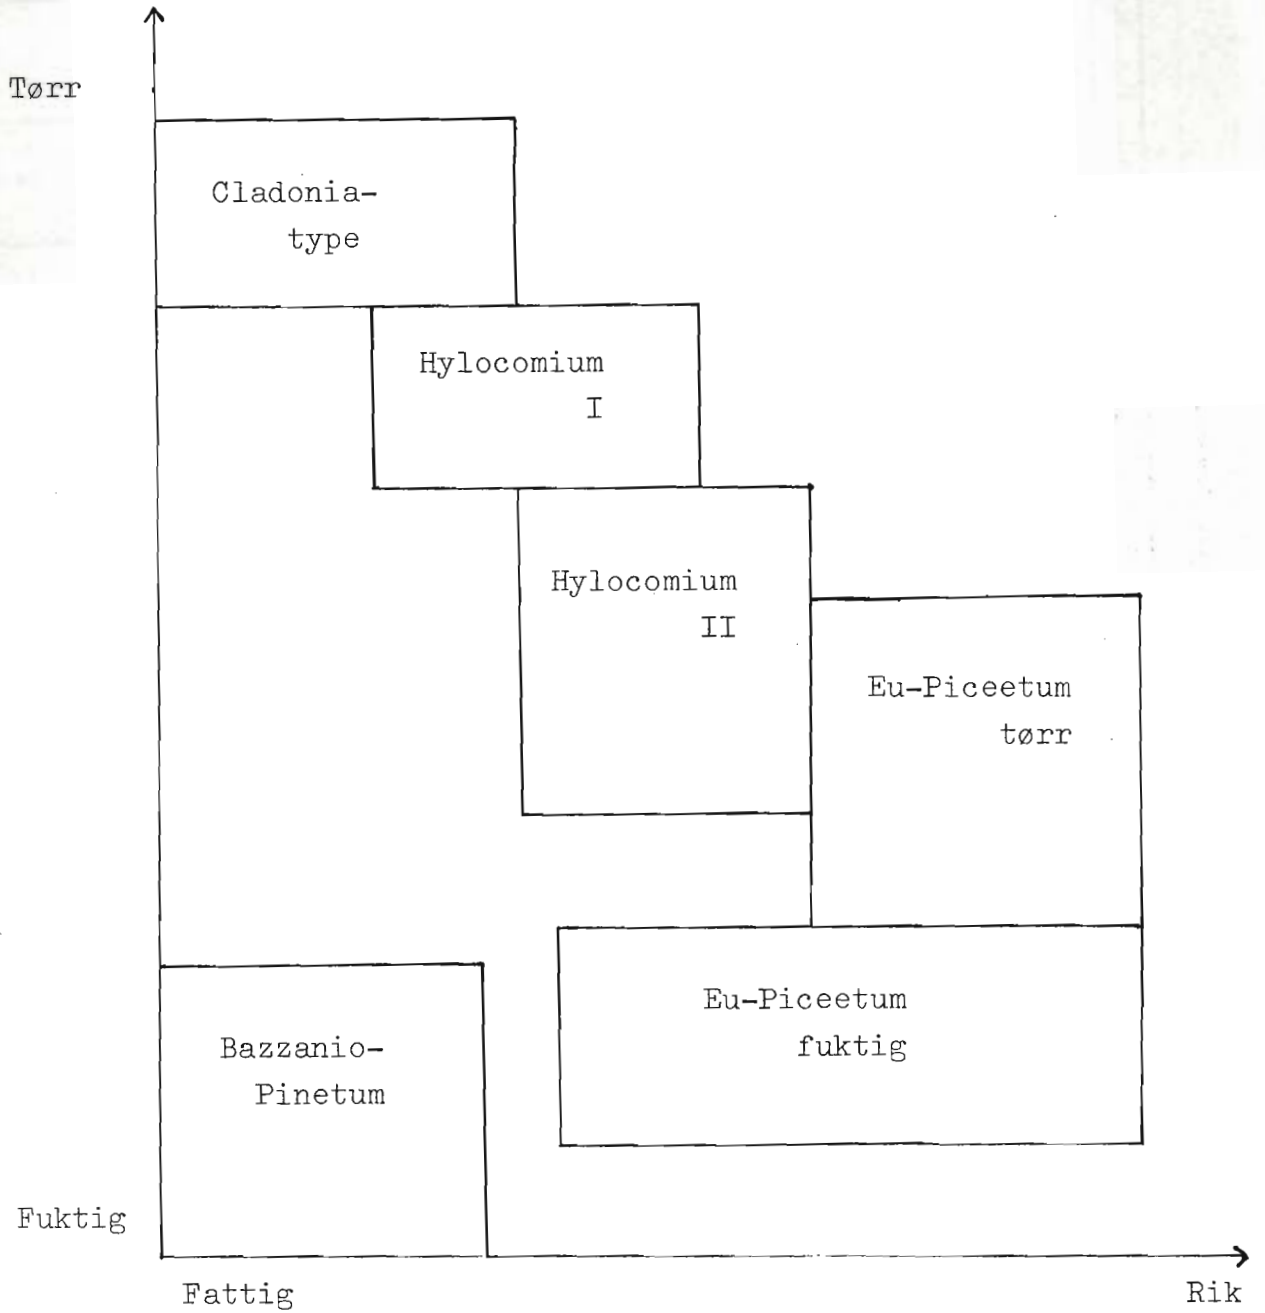 Tørr
Cladonia-
type
Hylocomium
I
Hylocomium
II
Eu-Piceetum
tørr
Eu-Piceetum
fuktig
Bazzanio-
Pinetum
Fuktig
Fattig
Rik